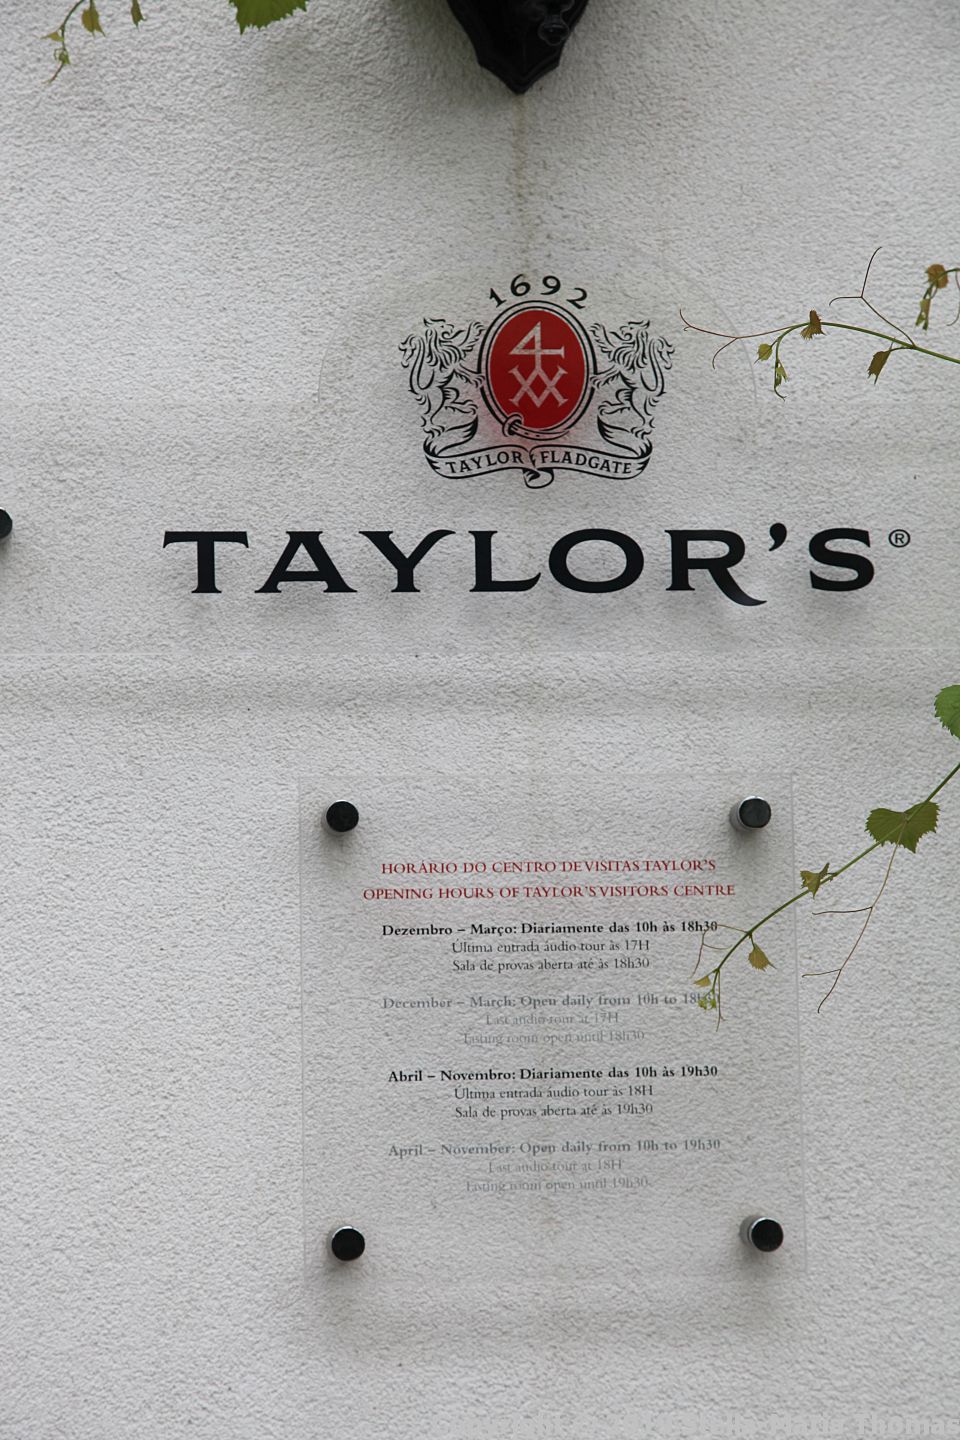 1692
4XX
TAYLOR FLADGATE
TAYLOR'S®
HORÁRIO DO CENTRO DE VISITAS TAYLOR'S
OPENING HOURS OF TAYLOR'S VISITORS CENTRE
Dezembro – Março: Diariamente das 10h às 18h30
Última entrada áudio tour às 17H
Sala de provas aberta até às 18h30
December – March: Open daily from 10h to 18h30
Last audio tour at 17H
Tasting room open until 18h30
Abril – Novembro: Diariamente das 10h às 19h30
Última entrada áudio tour às 18H
Sala de provas aberta até às 19h30
April – November: Open daily from 10h to 19h30
Last audio tour at 18H
Tasting room open until 19h30
Thomas